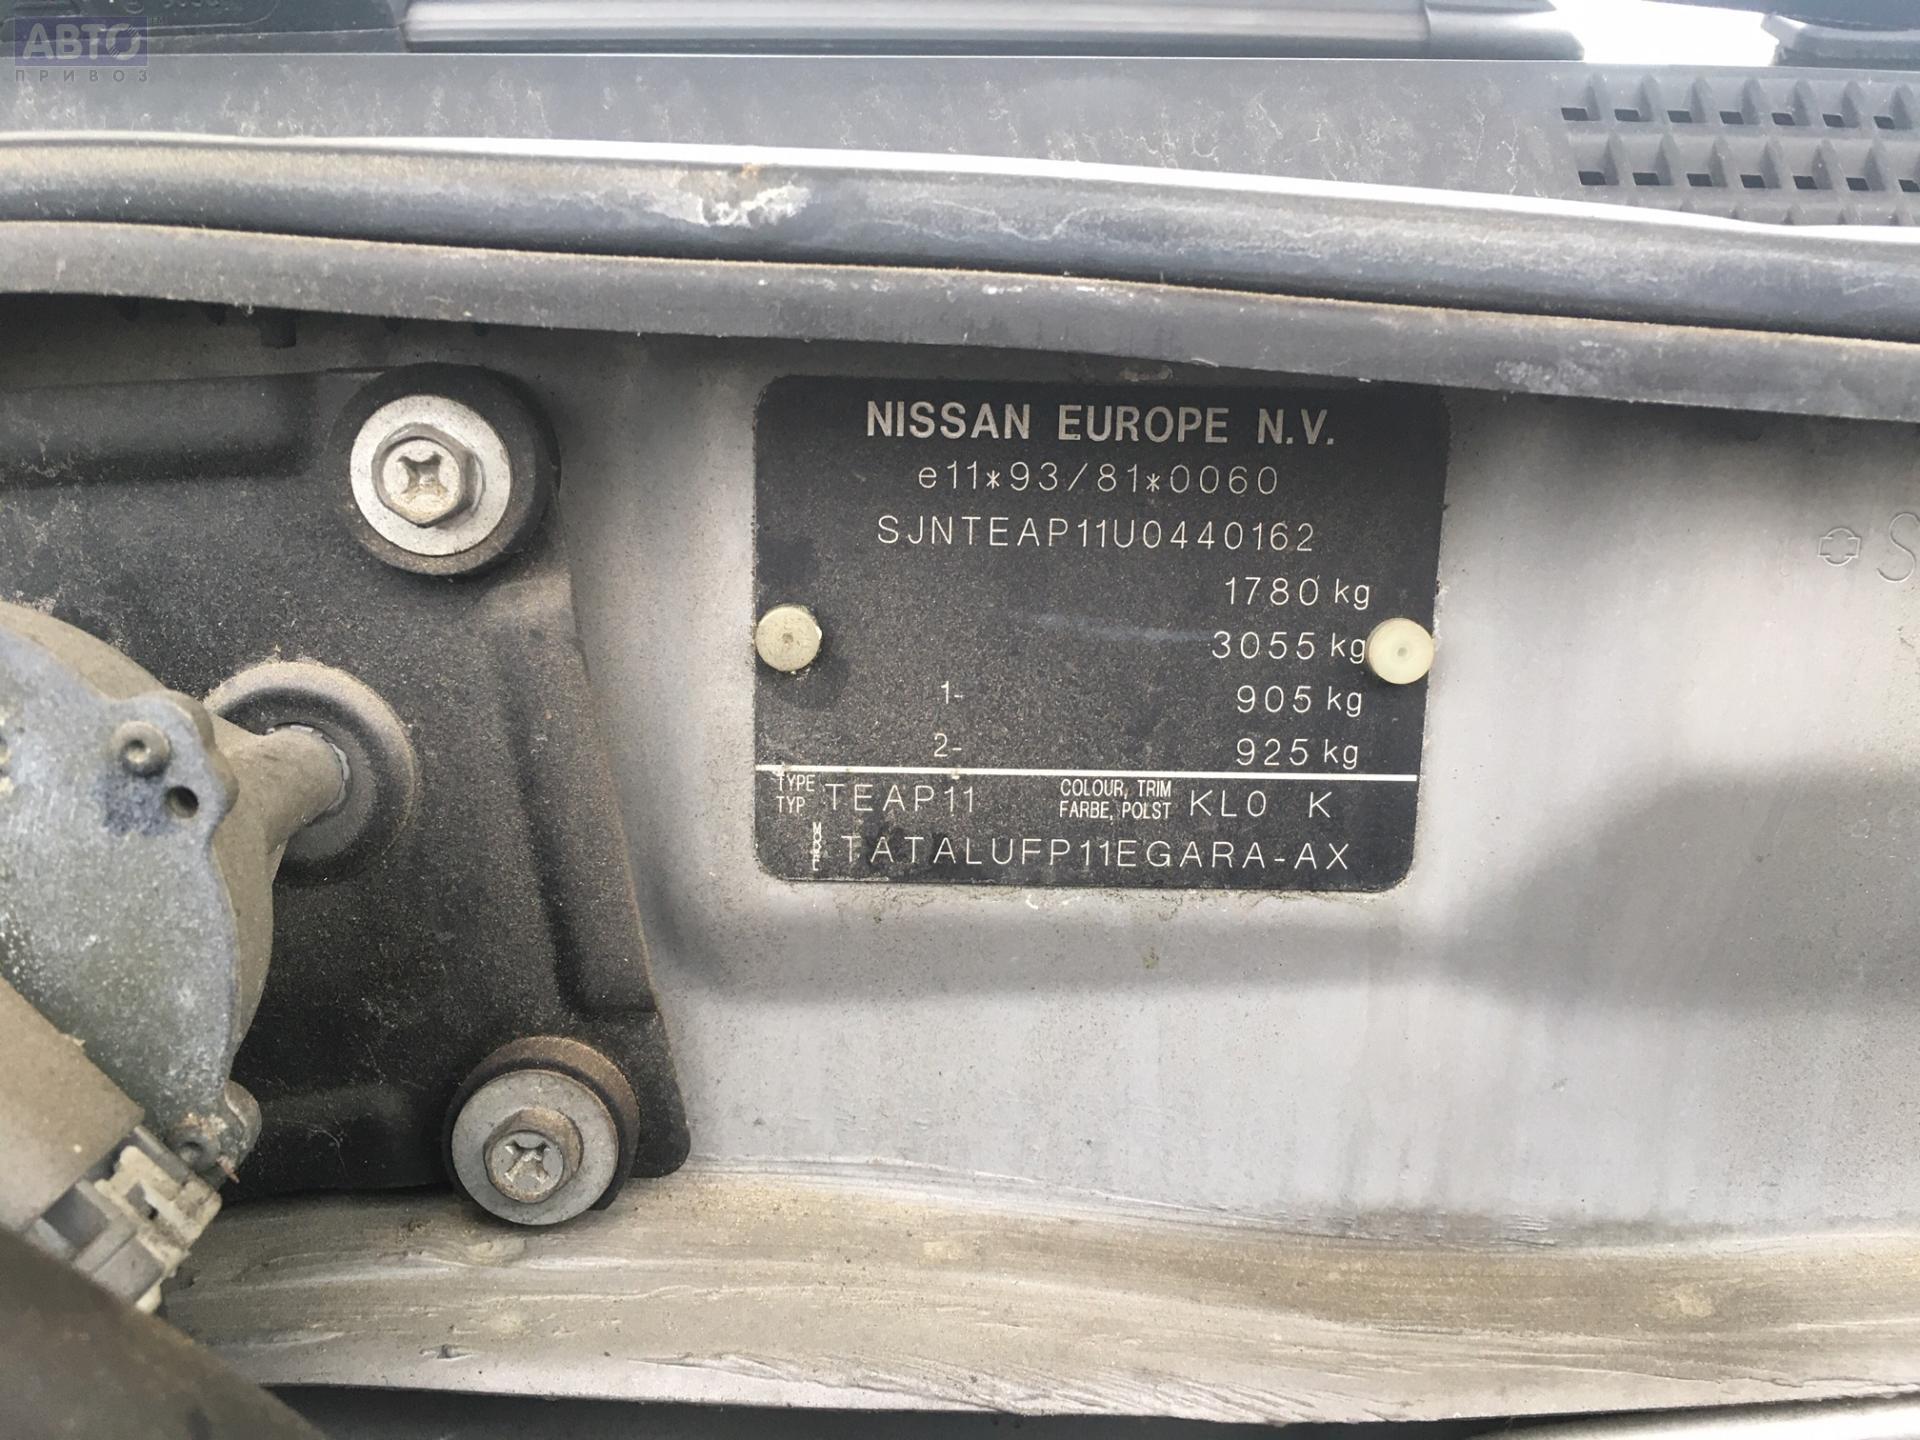 АВТО
ПРИВОЗ
NISSAN EUROPE N.V.
e11*93/81*0060
SJNTEAP11U0440162
1780 kg
3055 kg
1- 905 kg
2- 925 kg
TYPE
TYP TEAP11 COLOUR, TRIM
FARBE, POLST KL0 K
MODEL TATALUFP11EGARA-AX
S